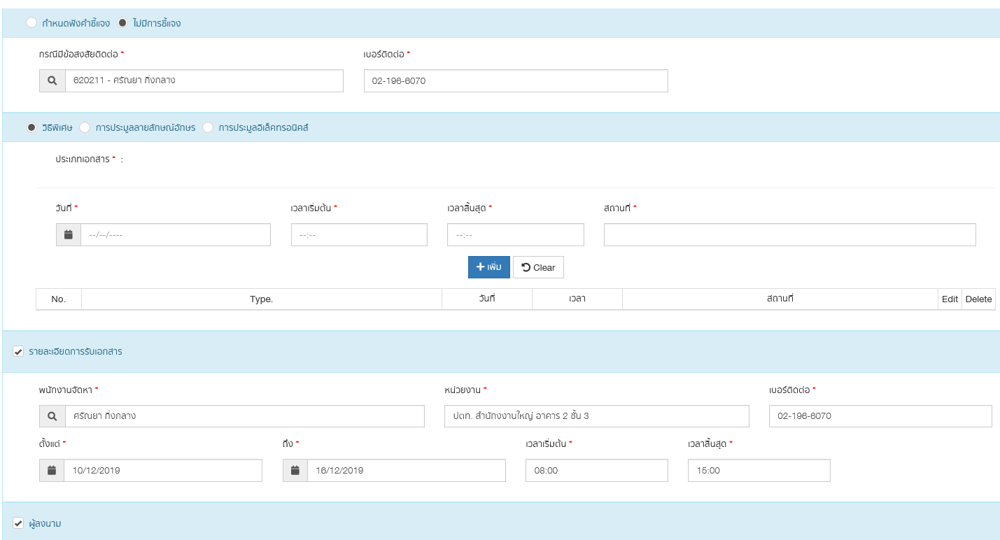 กำหนดฟังคำชี้แจง ไม่มีการชี้แจง
กรณีมีข้อสงสัยติดต่อ * เบอร์ติดต่อ *
620211 - ศรัณยา กิ่งกลาง 02-196-6070
วิธีพิเศษ การประมูลลายลักษณ์อักษร การประมูลอิเล็คทรอนิคส์
ประเภทเอกสาร * :
วันที่ * เวลาเริ่มต้น * เวลาสิ้นสุด * สถานที่ *
--/--/---- --:-- --:--
เพิ่ม Clear
No. Type. วันที่ เวลา สถานที่ Edit Delete
รายละเอียดการรับเอกสาร
พนักงานจัดหา * หน่วยงาน * เบอร์ติดต่อ *
ศรัณยา กิ่งกลาง ปตท. สำนักงงานใหญ่ อาคาร 2 ชั้น 3 02-196-6070
ตั้งแต่ * ถึง * เวลาเริ่มต้น * เวลาสิ้นสุด *
10/12/2019 16/12/2019 08:00 15:00
ผู้ลงนาม